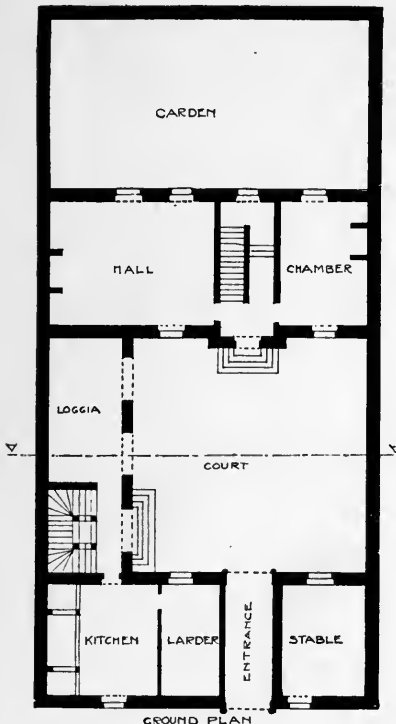 GARDEN
HALL
CHAMBER
LOGGIA
COURT
KITCHEN
LARDER
ENTRANCE
STABLE
GROUND PLAN